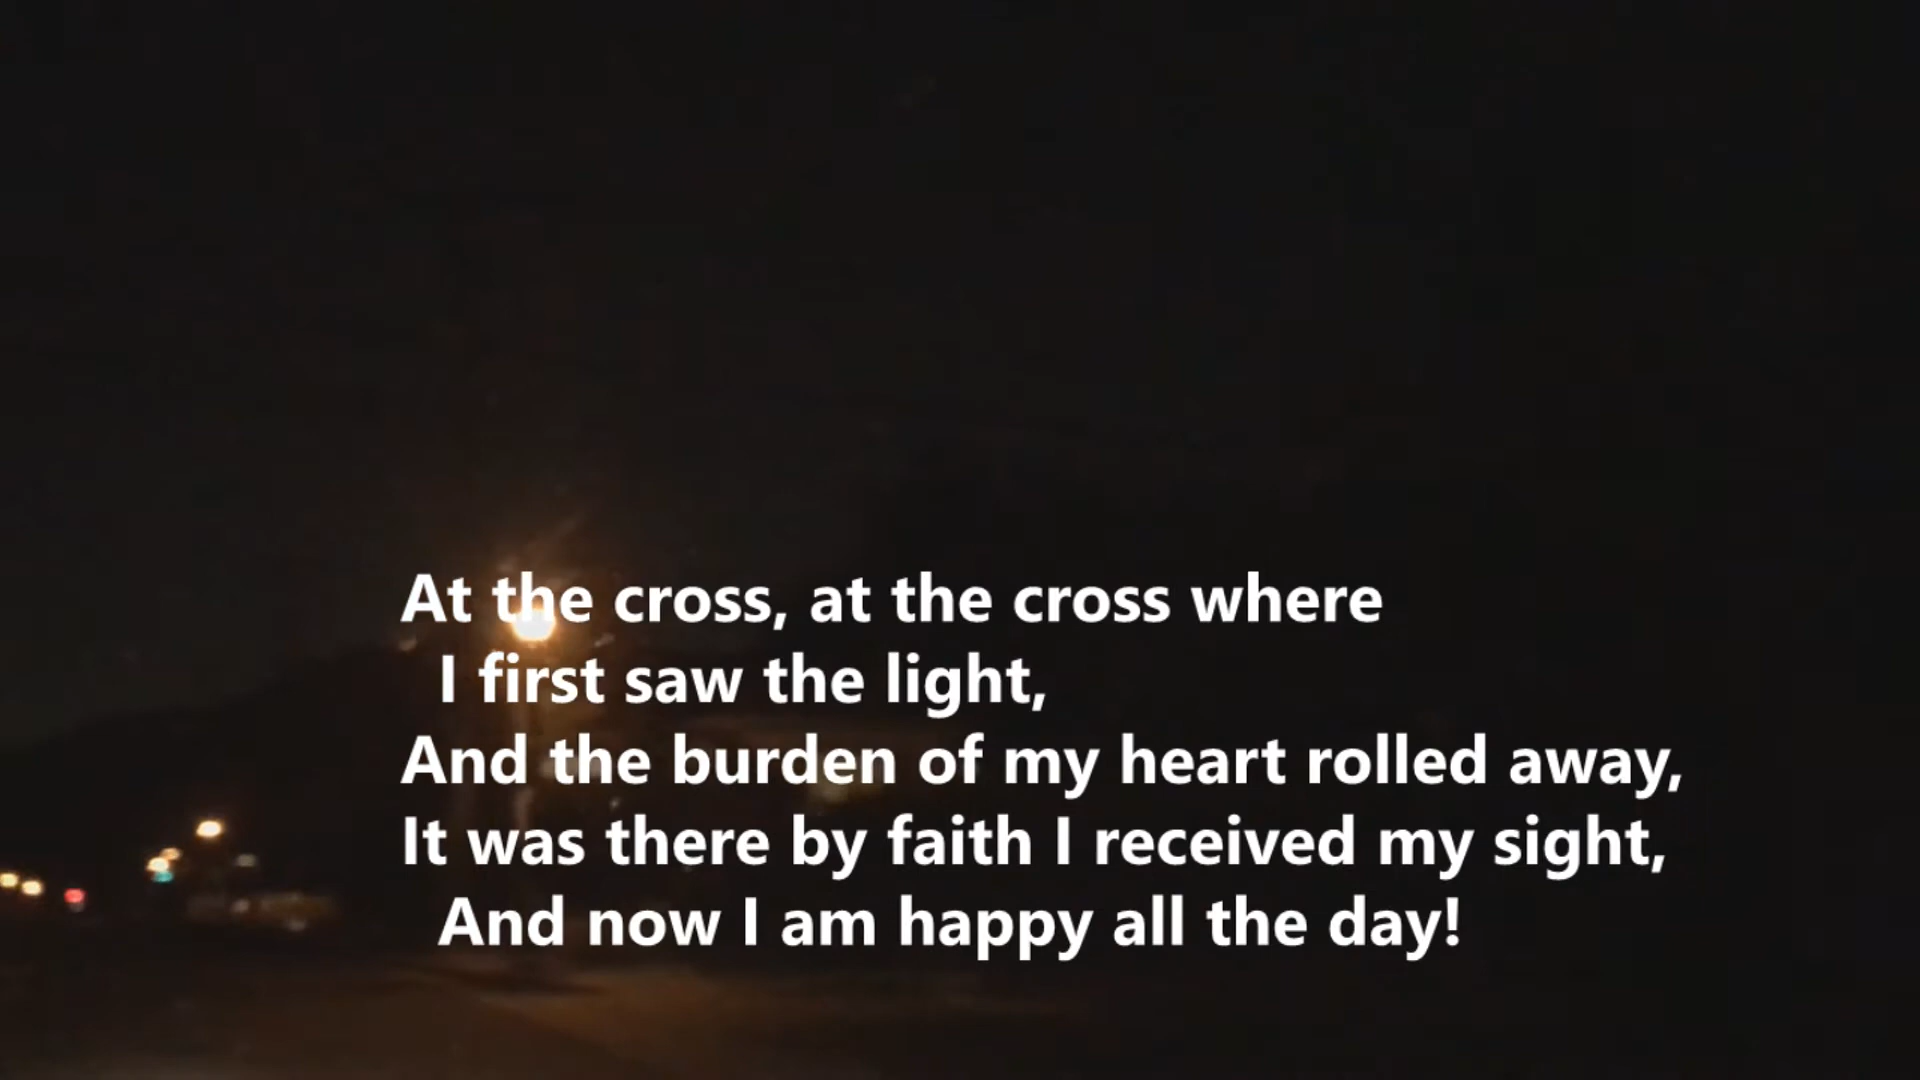 At the cross, at the cross where
I first saw the light,
And the burden of my heart rolled away,
It was there by faith I received my sight,
And now I am happy all the day!